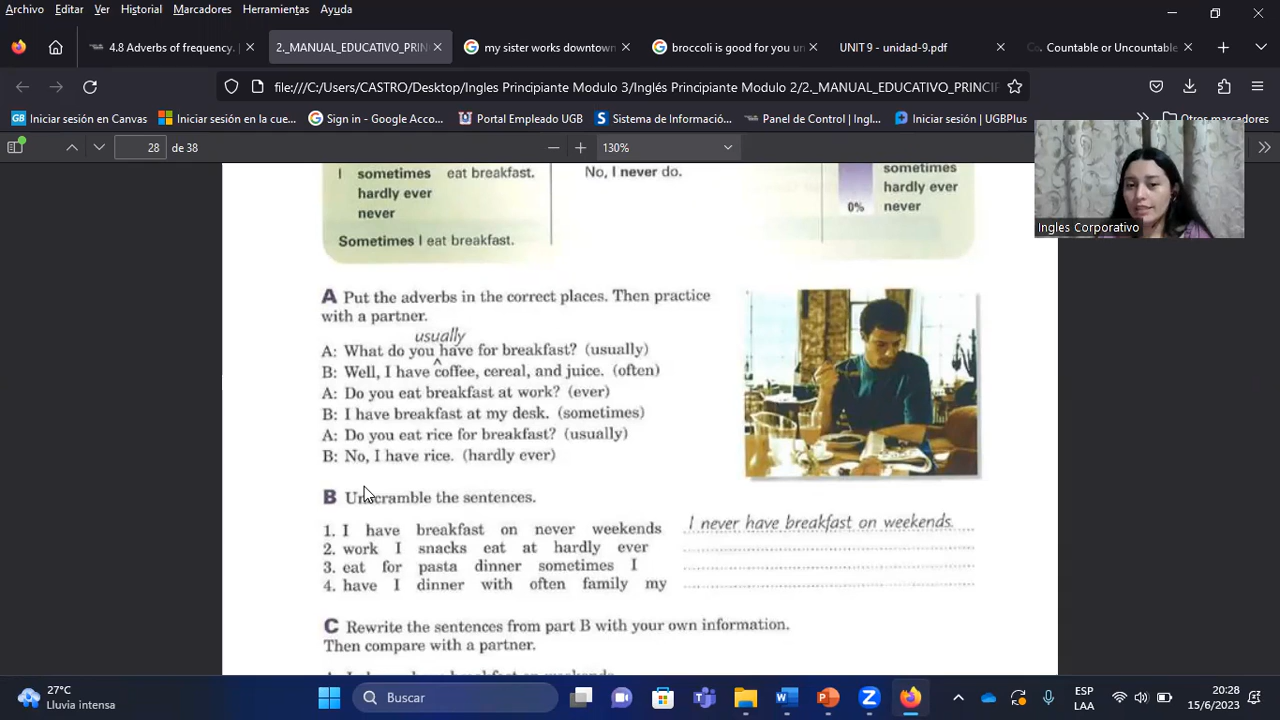 Archivo Editar Ver Historial Marcadores Herramientas Ayuda
4.8 Adverbs of frequency.
2._MANUAL_EDUCATIVO_PRIN
my sister works downtown
broccoli is good for you un
UNIT 9 - unidad-9.pdf
Countable or Uncountable
file:///C:/Users/CASTRO/Desktop/Ingles Principiante Modulo 3/Inglés Principiante Modulo 2/2._MANUAL_EDUCATIVO_PRINCIP
Iniciar sesión en Canvas
Iniciar sesión en la cue...
Sign in - Google Acco...
Portal Empleado UGB
Sistema de Informació...
Panel de Control | Ingl...
Iniciar sesión | UGBPlus
Otros marcadores
28 de 38
130%
I sometimes eat breakfast.
hardly ever
never
Sometimes I eat breakfast.
No, I never do.
sometimes
hardly ever
0% never
Ingles Corporativo
A Put the adverbs in the correct places. Then practice
with a partner.
usually
A: What do you have for breakfast? (usually)
B: Well, I have coffee, cereal, and juice. (often)
A: Do you eat breakfast at work? (ever)
B: I have breakfast at my desk. (sometimes)
A: Do you eat rice for breakfast? (usually)
B: No, I have rice. (hardly ever)
B Unscramble the sentences.
1. I have breakfast on never weekends I never have breakfast on weekends.
2. work I snacks eat at hardly ever
3. eat for pasta dinner sometimes I
4. have I dinner with often family my
C Rewrite the sentences from part B with your own information.
Then compare with a partner.
27°C
Lluvia intensa
Buscar
ESP
LAA
20:28
15/6/2023